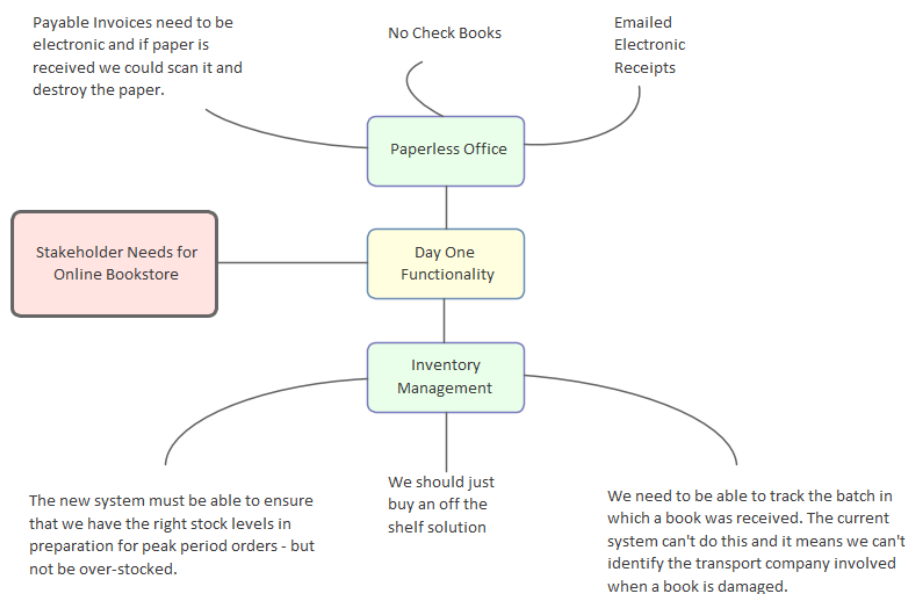 Payable Invoices need to be
electronic and if paper is
received we could scan it and
destroy the paper.
No Check Books
Emailed
Electronic
Receipts
Paperless Office
Stakeholder Needs for
Online Bookstore
Day One
Functionality
Inventory
Management
The new system must be able to ensure
that we have the right stock levels in
preparation for peak period orders - but
not be over-stocked.
We should just
buy an off the
shelf solution
We need to be able to track the batch in
which a book was received. The current
system can't do this and it means we can't
identify the transport company involved
when a book is damaged.